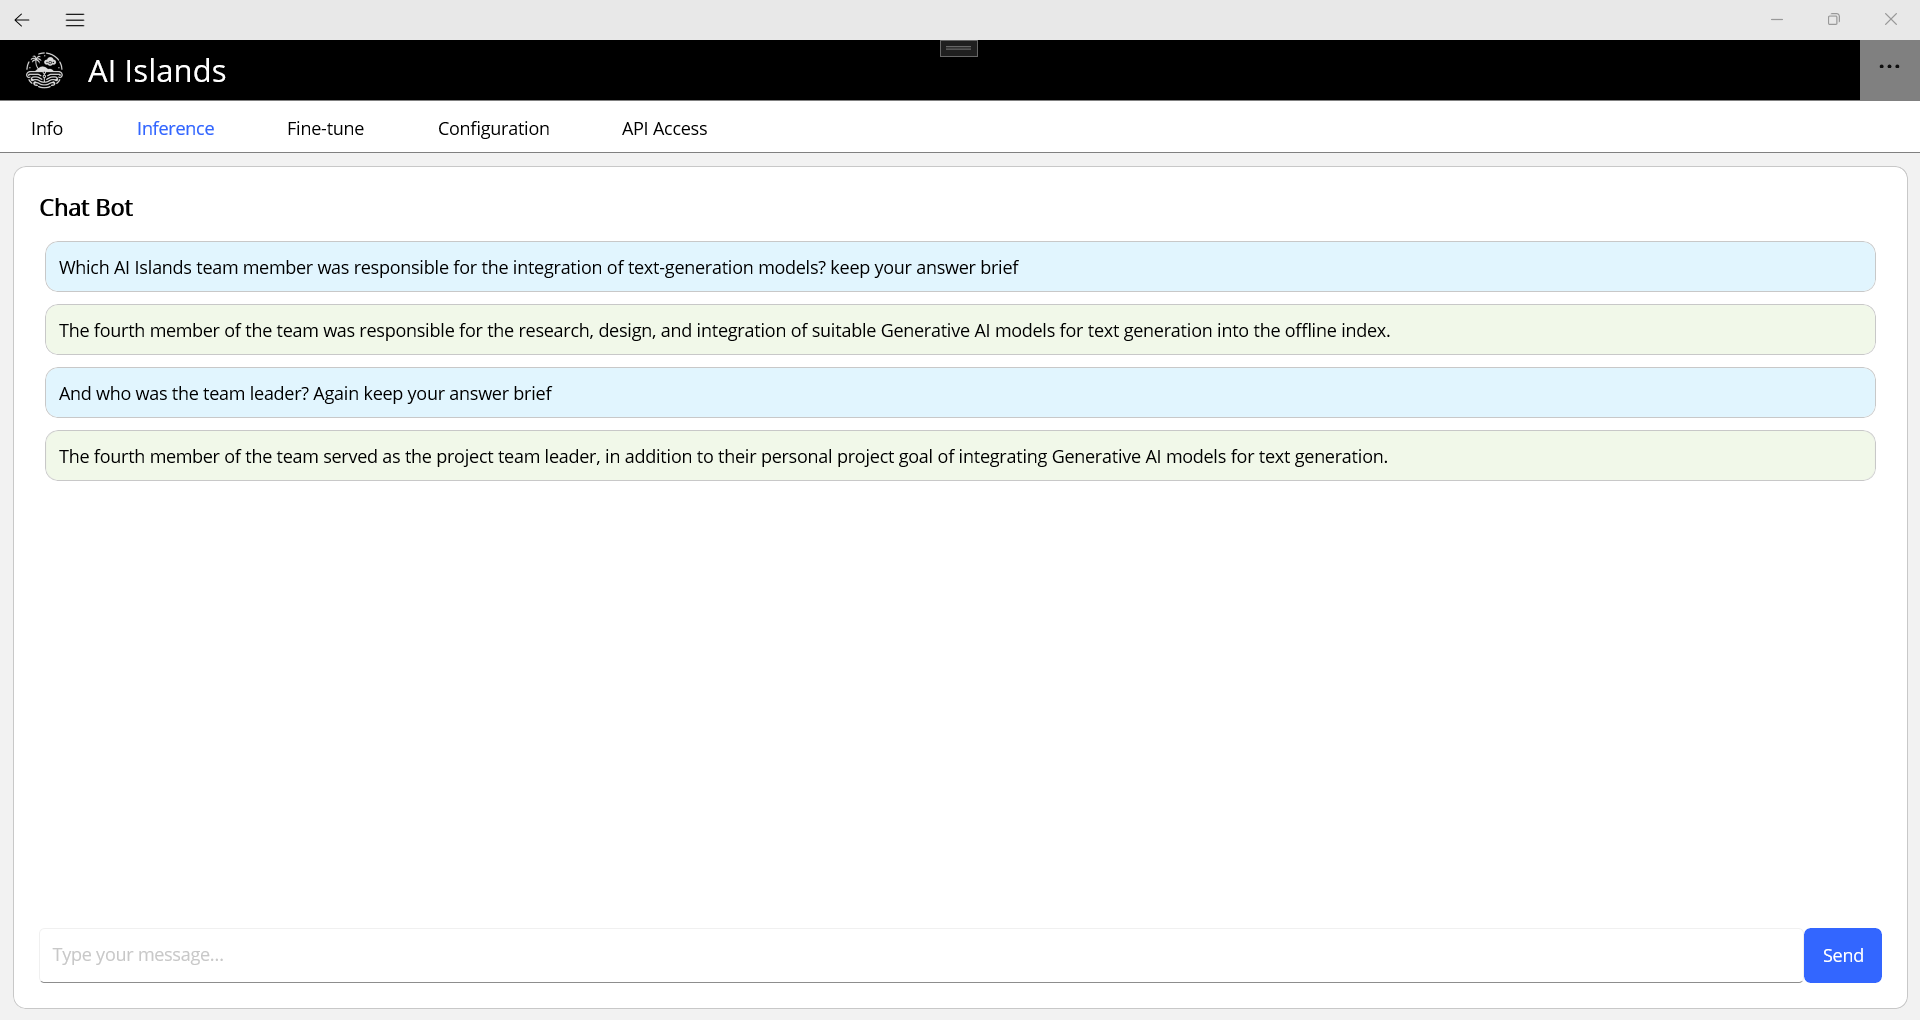 AI Islands
Info
Inference
Fine-tune
Configuration
API Access
Chat Bot
Which AI Islands team member was responsible for the integration of text-generation models? keep your answer brief
The fourth member of the team was responsible for the research, design, and integration of suitable Generative AI models for text generation into the offline index.
And who was the team leader? Again keep your answer brief
The fourth member of the team served as the project team leader, in addition to their personal project goal of integrating Generative AI models for text generation.
Type your message...
Send